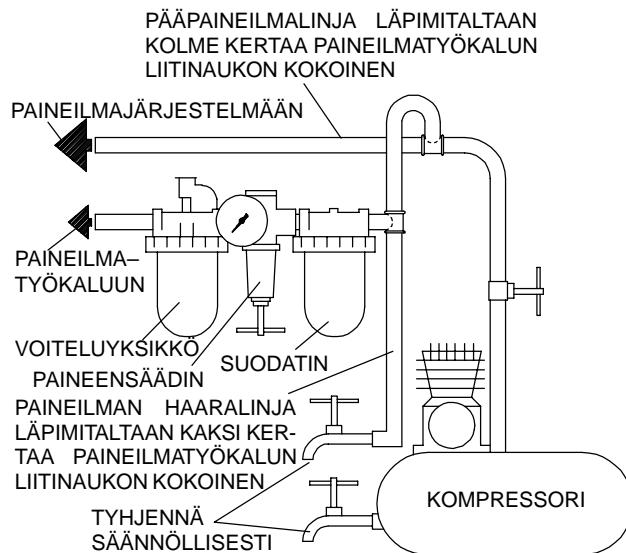 PÄÄPAINEILMALINJA LÄPIMITALTAAN
KOLME KERTAA PAINEILMATYÖKALUN
LIITINAUKON KOKOINEN
PAINEILMAJÄRJESTELMÄÄN
PAINEILMA–
TYÖKALUUN
VOITELUYKSIKKÖ
SUODATIN
PAINEENSÄÄDIN
PAINEILMAN HAARALINJA
LÄPIMITALTAAN KAKSI KER-
TAA PAINEILMATYÖKALUN
LIITINAUKON KOKOINEN
KOMPRESSORI
TYHJENNÄ
SÄÄNNÖLLISESTI